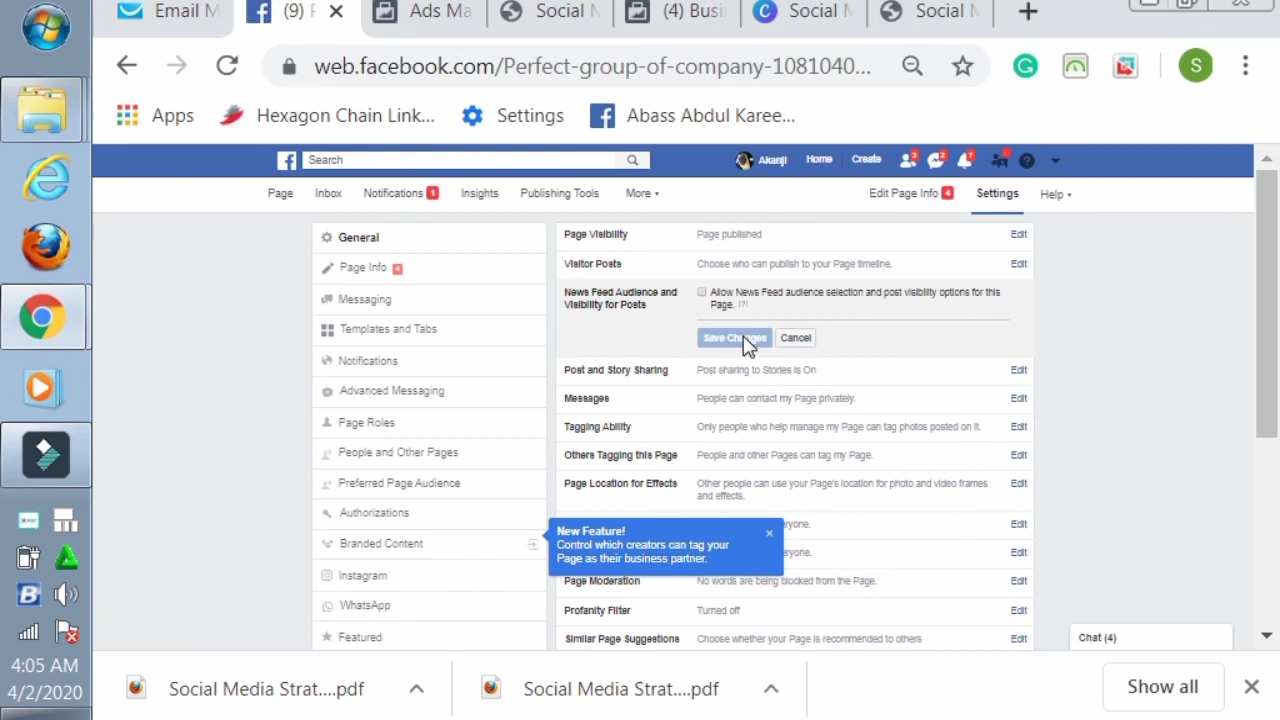 Email M
(9) F
Ads Ma
Social M
(4) Busi
Social M
Social M
web.facebook.com/Perfect-group-of-company-1081040...
S
Apps
Hexagon Chain Link...
Settings
Abass Abdul Karee...
Search
Akanji
Home
Create
3
2
7
Page
Inbox
Notifications 1
Insights
Publishing Tools
More
Edit Page Info 4
Settings
Help
General
Page Info 4
Messaging
Templates and Tabs
Notifications
Advanced Messaging
Page Roles
People and Other Pages
Preferred Page Audience
Authorizations
Branded Content
Instagram
WhatsApp
Featured
Page Visibility
Page published
Edit
Visitor Posts
Choose who can publish to your Page timeline.
Edit
News Feed Audience and
Visibility for Posts
Allow News Feed audience selection and post visibility options for this
Page. [?]
Save Changes
Cancel
Post and Story Sharing
Post sharing to Stories is On
Edit
Messages
People can contact my Page privately.
Edit
Tagging Ability
Only people who help manage my Page can tag photos posted on it.
Edit
Others Tagging this Page
People and other Pages can tag my Page.
Edit
Page Location for Effects
Other people can use your Page's location for photo and video frames
and effects.
Edit
New Feature!
Control which creators can tag your
Page as their business partner.
eryone.
Edit
eryone.
Edit
Page Moderation
No words are being blocked from the Page.
Edit
Profanity Filter
Turned off
Edit
Similar Page Suggestions
Choose whether your Page is recommended to others
Edit
Chat (4)
4:05 AM
4/2/2020
Social Media Strat....pdf
Social Media Strat....pdf
Show all